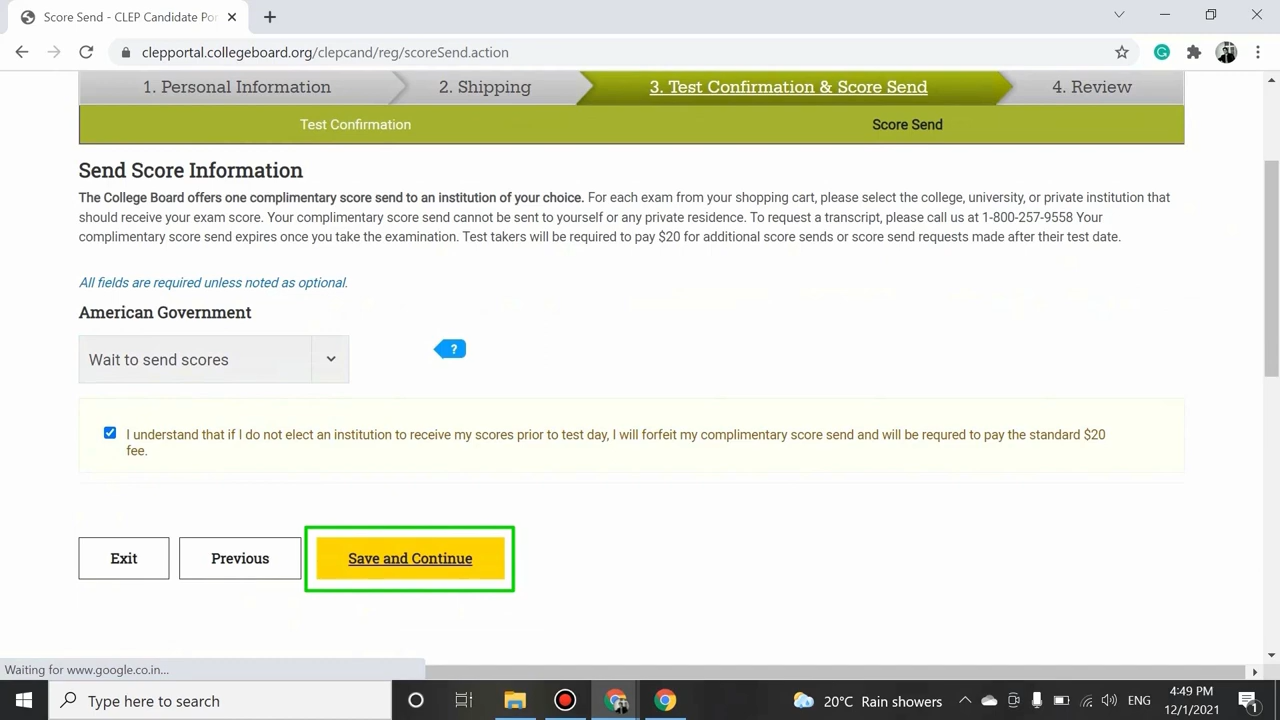 Score Send - CLEP Candidate Por
clepportal.collegeboard.org/clepcand/reg/scoreSend.action
1. Personal Information
2. Shipping
3. Test Confirmation & Score Send
4. Review
Test Confirmation
Score Send
Send Score Information
The College Board offers one complimentary score send to an institution of your choice. For each exam from your shopping cart, please select the college, university, or private institution that
should receive your exam score. Your complimentary score send cannot be sent to yourself or any private residence. To request a transcript, please call us at 1-800-257-9558 Your
complimentary score send expires once you take the examination. Test takers will be required to pay $20 for additional score sends or score send requests made after their test date.
All fields are required unless noted as optional.
American Government
Wait to send scores
?
I understand that if I do not elect an institution to receive my scores prior to test day, I will forfeit my complimentary score send and will be requred to pay the standard $20
fee.
Exit
Previous
Save and Continue
Waiting for www.google.co.in...
Type here to search
20°C Rain showers
ENG
4:49 PM
12/1/2021
1